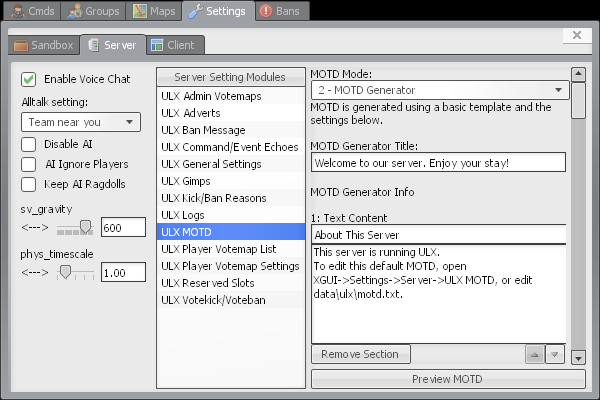 Cmds Groups Maps Settings Bans
Sandbox Server Client
Enable Voice Chat
Alltalk setting:
Team near you
Disable AI
AI Ignore Players
Keep AI Ragdolls
sv_gravity
<---> 600
phys_timescale
<---> 1.00
Server Setting Modules
ULX Admin Votemaps
ULX Adverts
ULX Ban Message
ULX Command/Event Echoes
ULX General Settings
ULX Gimps
ULX Kick/Ban Reasons
ULX Logs
ULX MOTD
ULX Player Votemap List
ULX Player Votemap Settings
ULX Reserved Slots
ULX Votekick/Voteban
MOTD Mode:
2 - MOTD Generator
MOTD is generated using a basic template and the
settings below.
MOTD Generator Title:
Welcome to our server. Enjoy your stay!
MOTD Generator Info
1: Text Content
About This Server
This server is running ULX.
To edit this default MOTD, open
XGUI->Settings->Server->ULX MOTD, or edit
data\ulx\motd.txt.
Remove Section
Preview MOTD